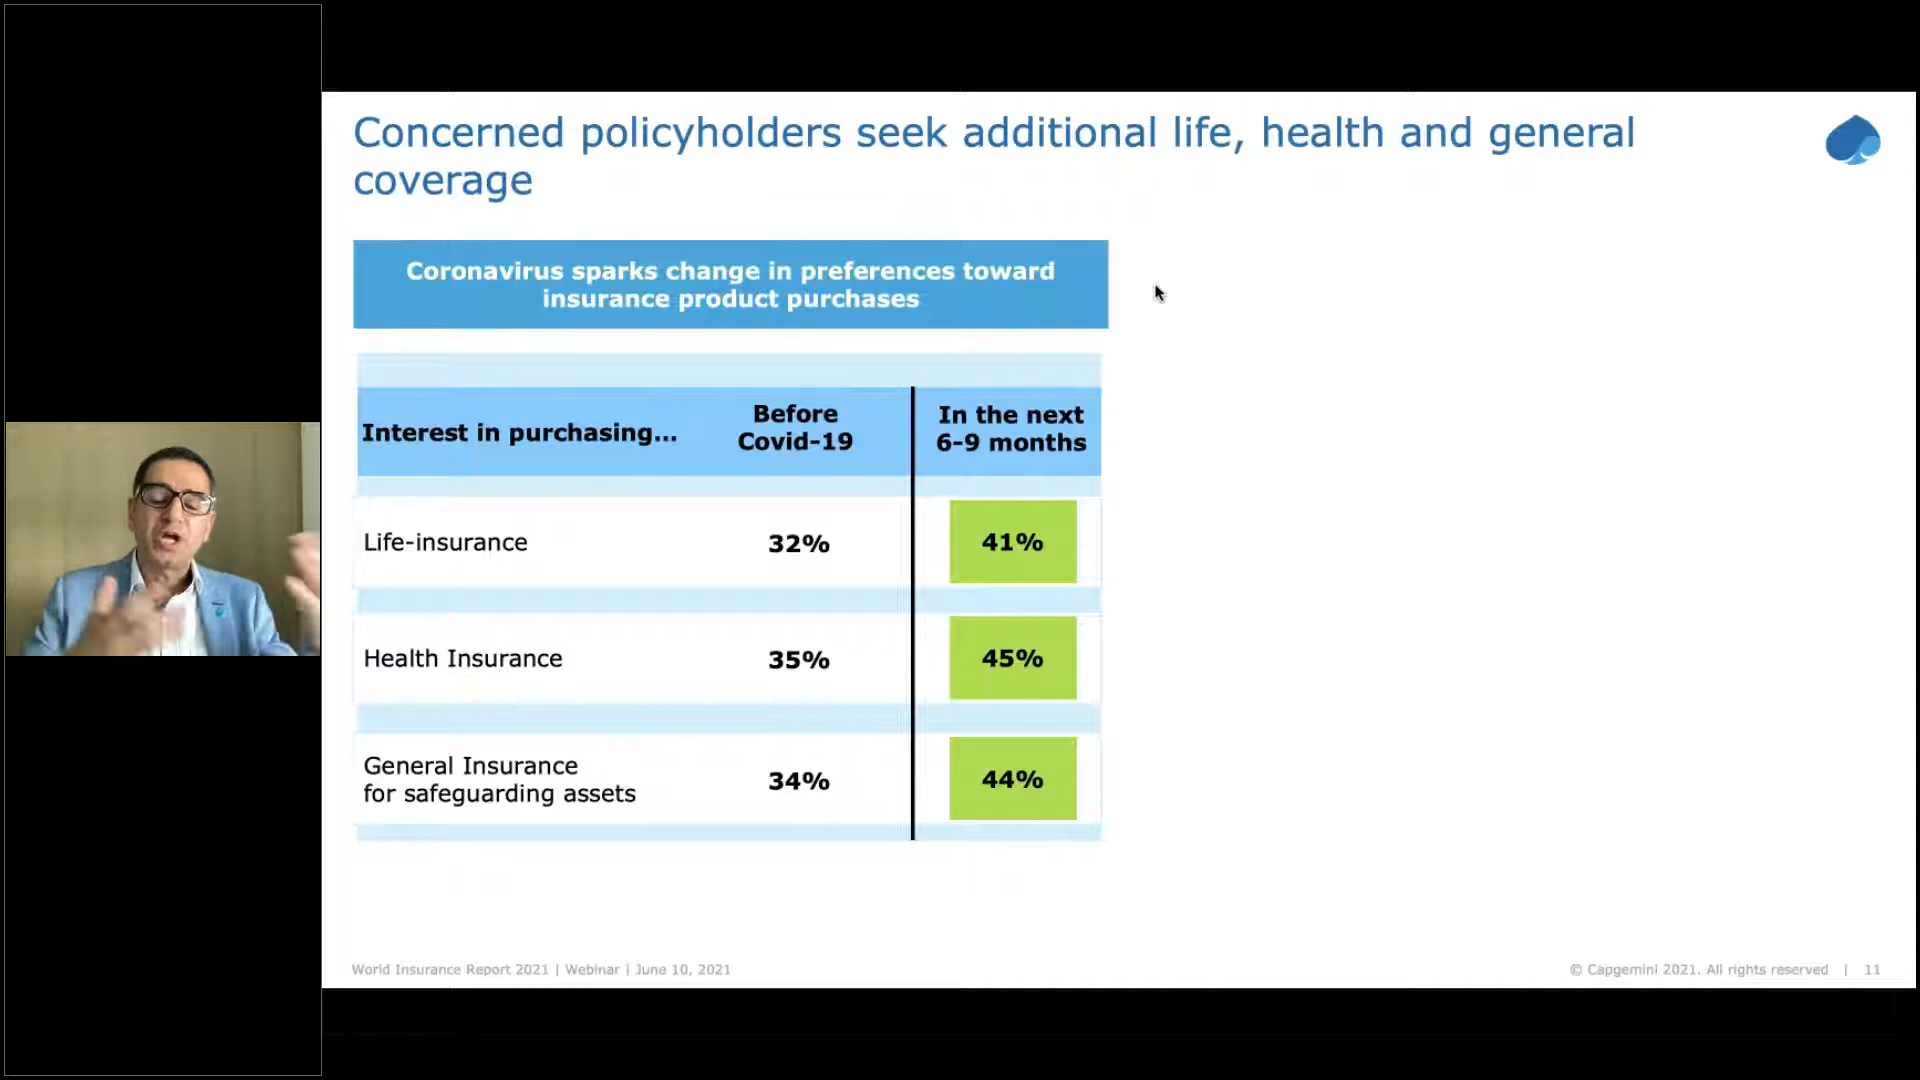 Concerned policyholders seek additional life, health and general
coverage
Coronavirus sparks change in preferences toward
insurance product purchases
Interest in purchasing...
Before
Covid-19
In the next
6-9 months
Life-insurance
32%
41%
Health Insurance
35%
45%
General Insurance
for safeguarding assets
34%
44%
World Insurance Report 2021 | Webinar | June 10, 2021
© Capgemini 2021. All rights reserved | 11